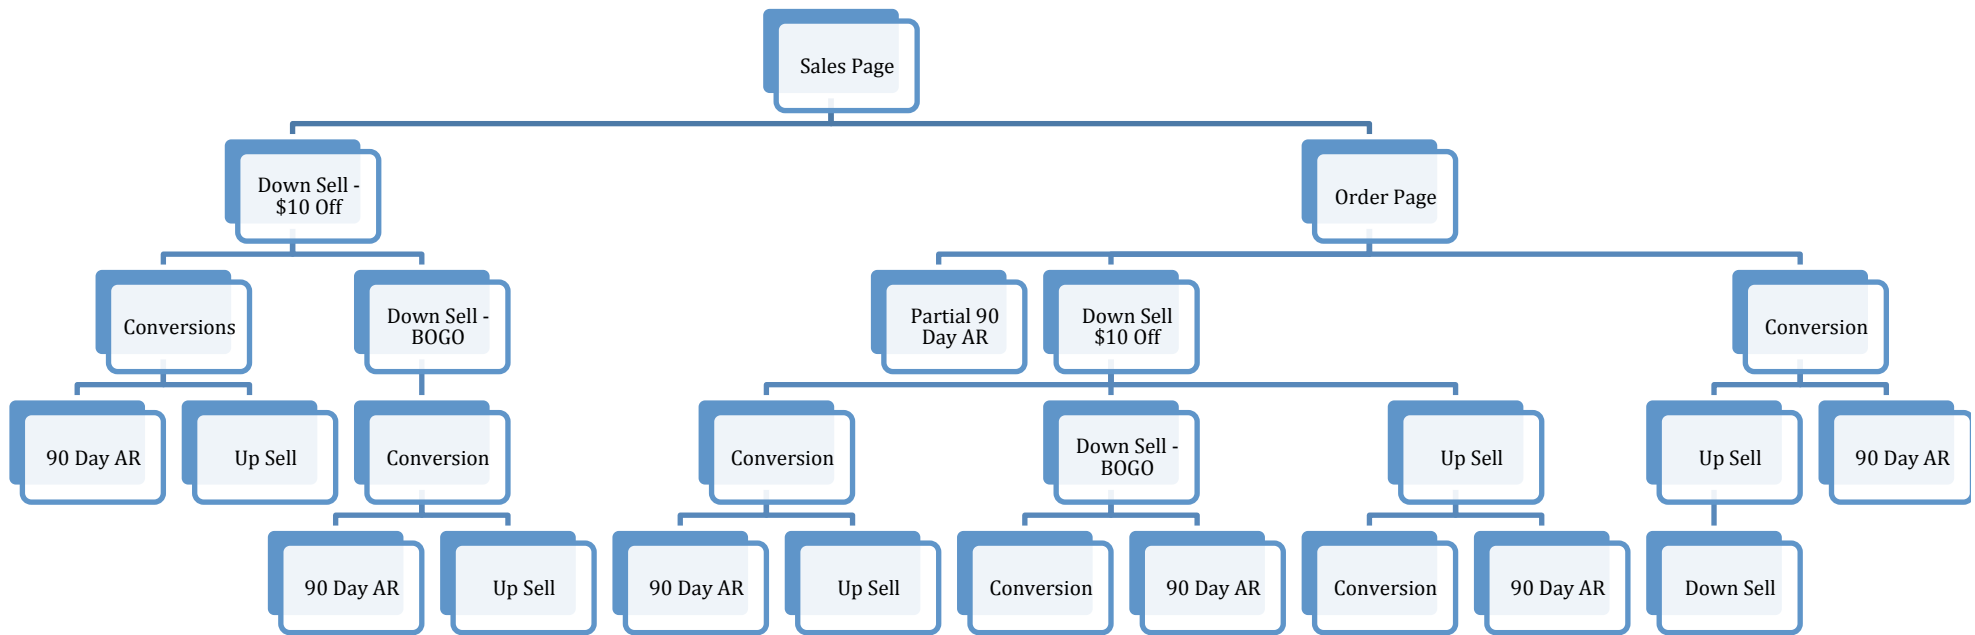 Sales Page
Down Sell -
$10 Off
Order Page
Conversions
Down Sell -
BOGO
Partial 90
Day AR
Down Sell
$10 Off
Conversion
90 Day AR
Up Sell
Conversion
Conversion
Down Sell -
BOGO
Up Sell
Up Sell
90 Day AR
90 Day AR
Up Sell
90 Day AR
Up Sell
Conversion
90 Day AR
Conversion
90 Day AR
Down Sell